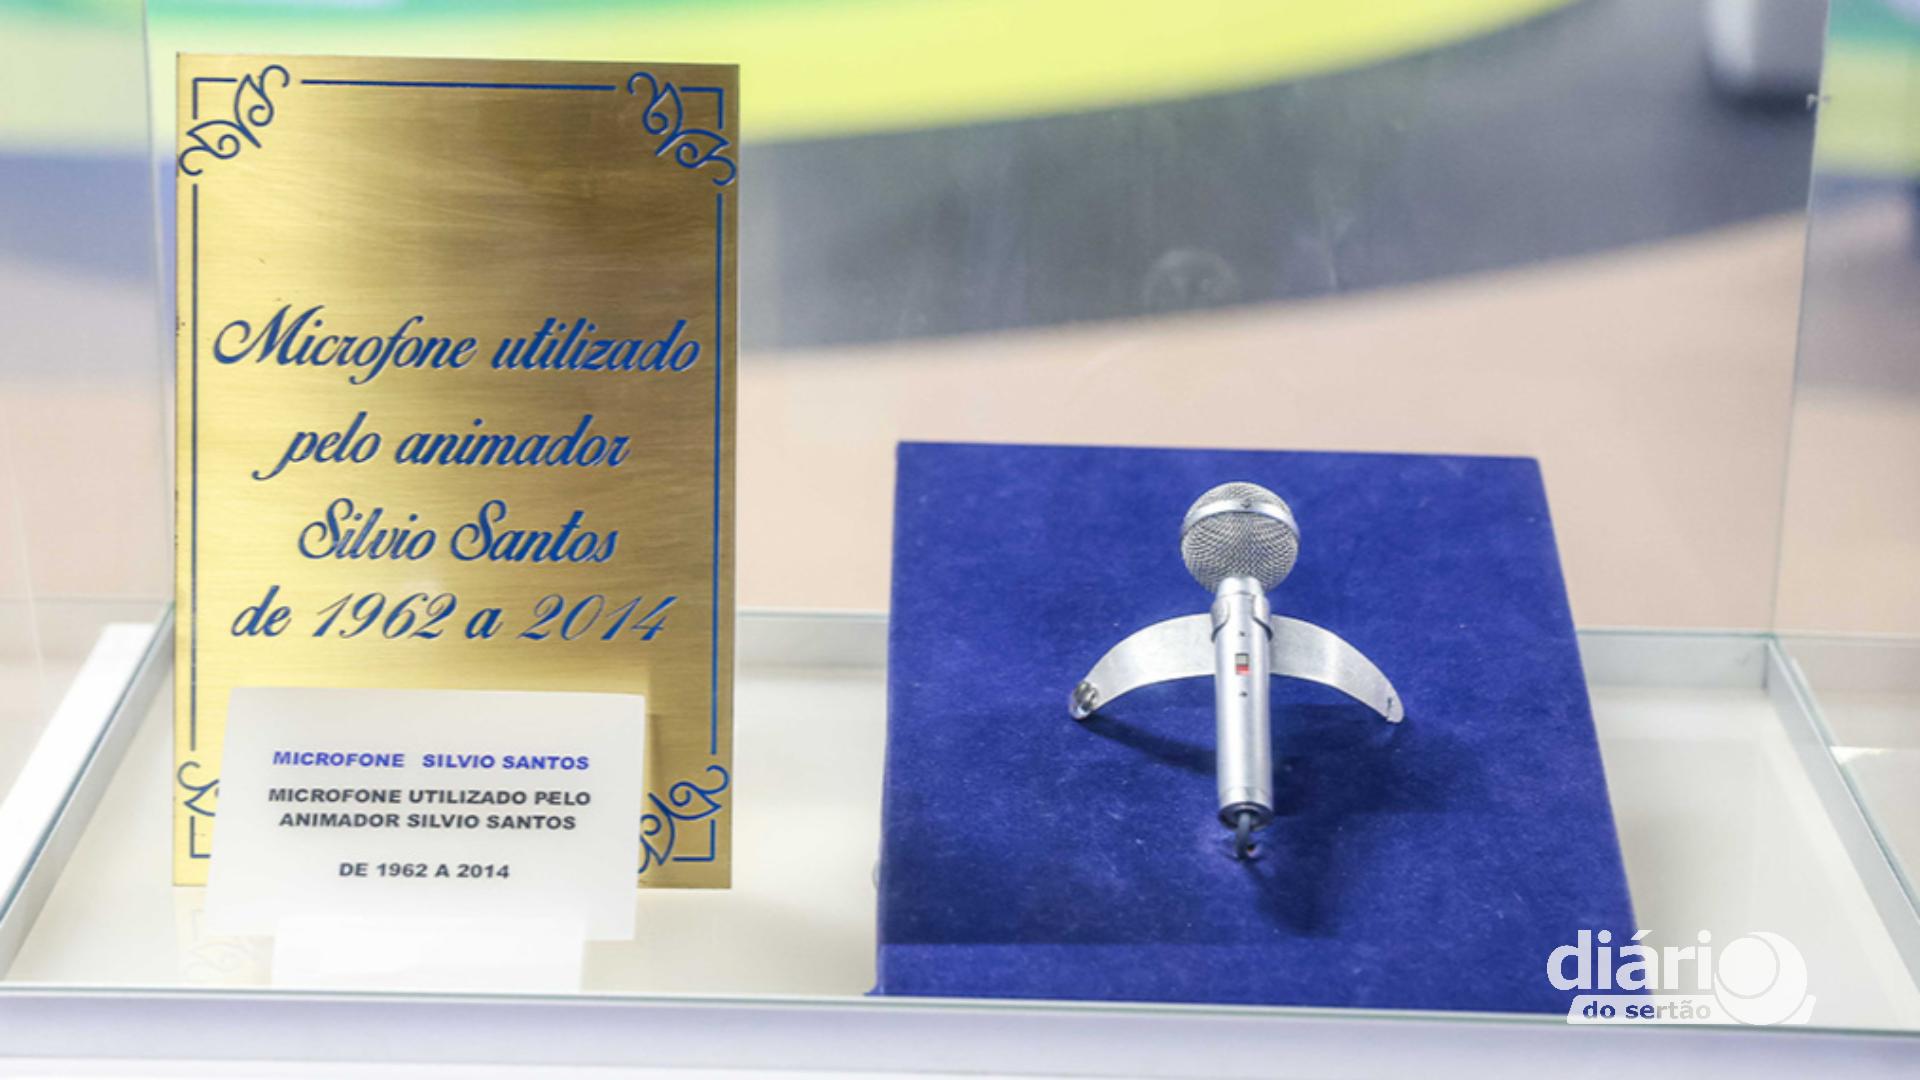 Microfone utilizado
pelo animador
Silvio Santos
de 1962 a 2014
MICROFONE SILVIO SANTOS
MICROFONE UTILIZADO PELO
ANIMADOR SILVIO SANTOS
DE 1962 A 2014
diário
do sertão